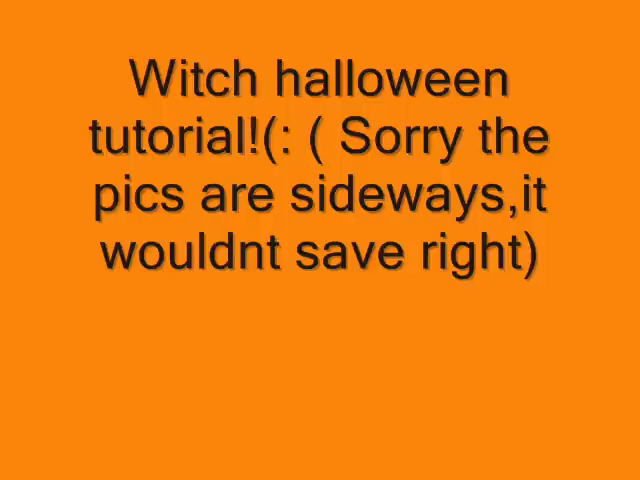 Witch halloween
tutorial!(: ( Sorry the
pics are sideways,it
wouldnt save right)